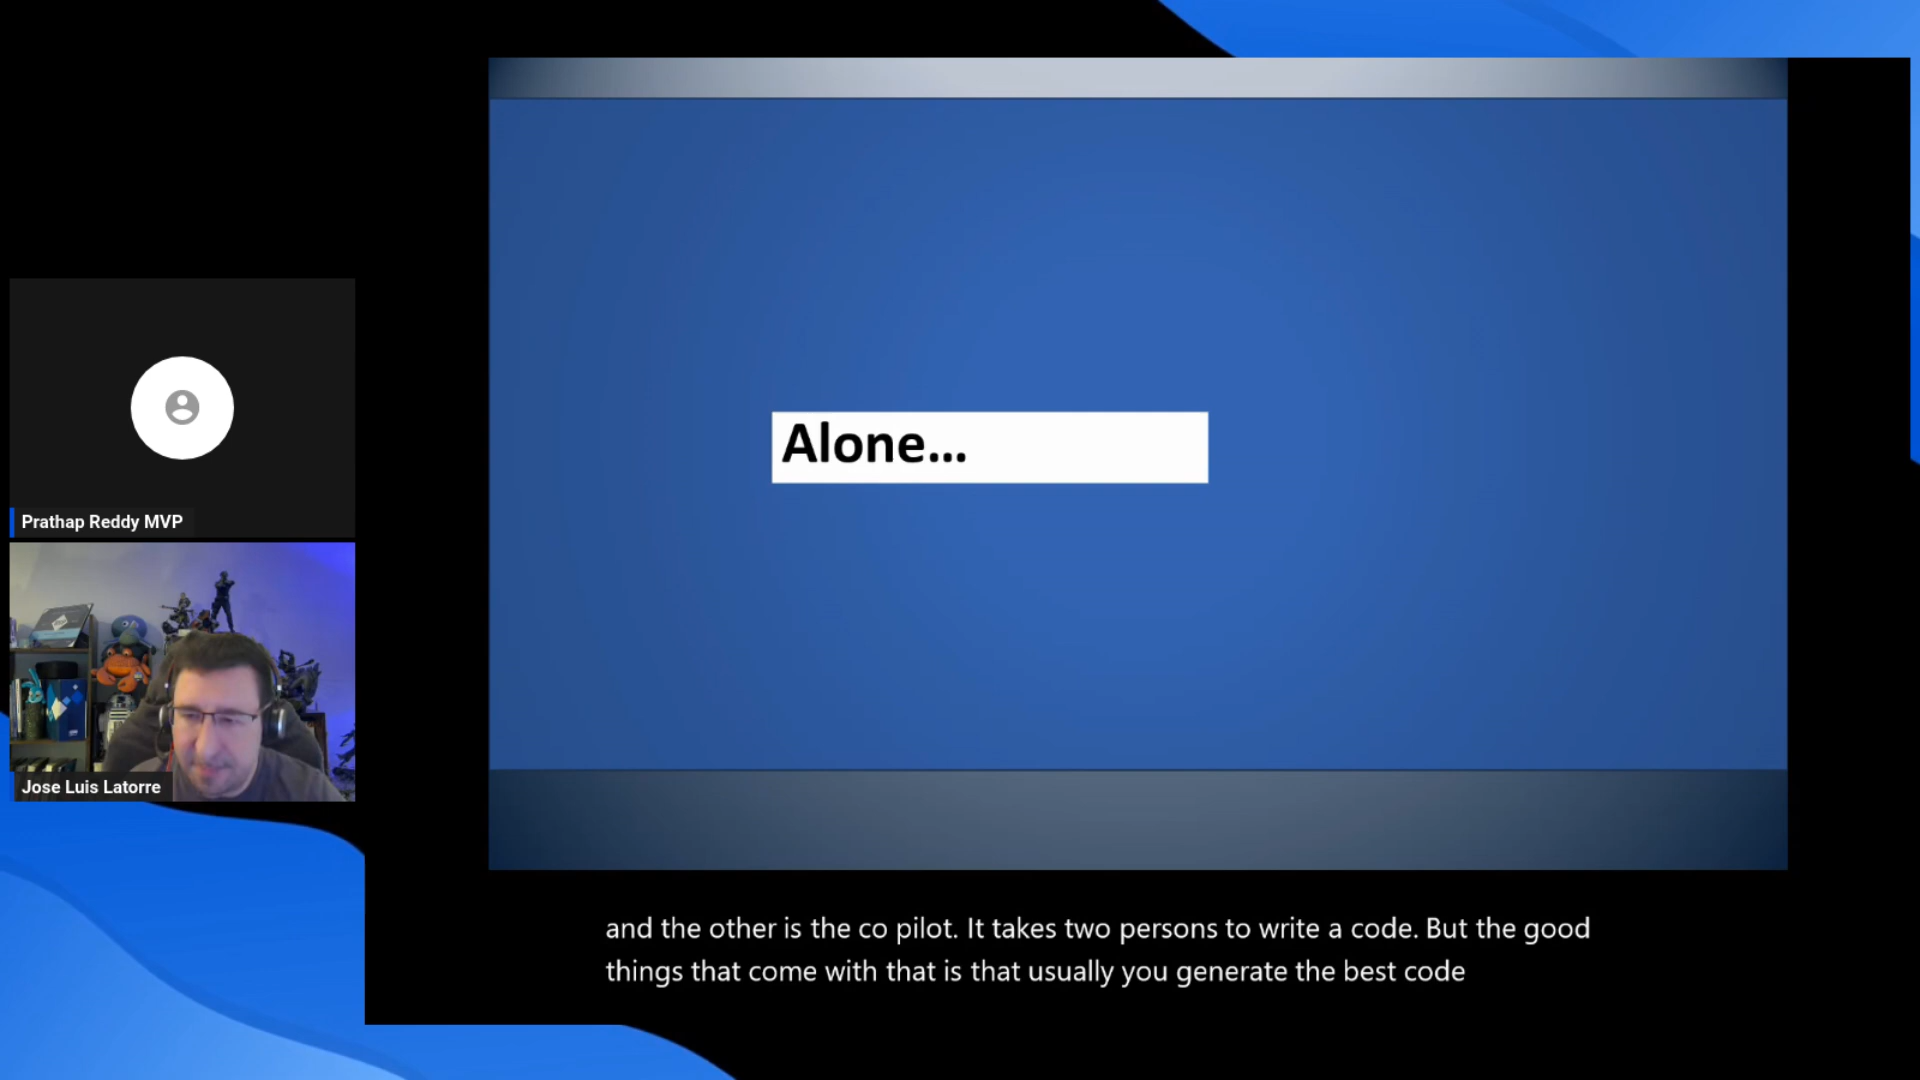 Alone...
Prathap Reddy MVP
Jose Luis Latorre
and the other is the co pilot. It takes two persons to write a code. But the good
things that come with that is that usually you generate the best code